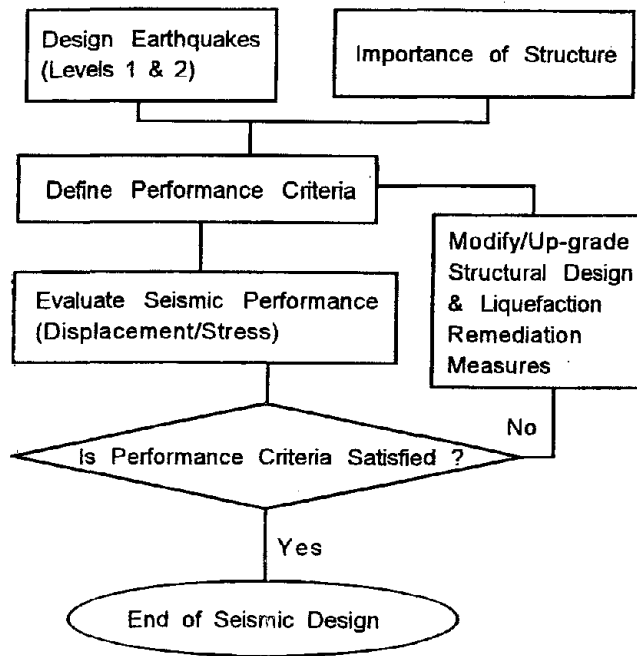 Design Earthquakes
(Levels 1 & 2)
Importance of Structure
Define Performance Criteria
Modify/Up-grade
Structural Design
& Liquefaction
Remediation
Measures
Evaluate Seismic Performance
(Displacement/Stress)
Is Performance Criteria Satisfied ?
No
Yes
End of Seismic Design